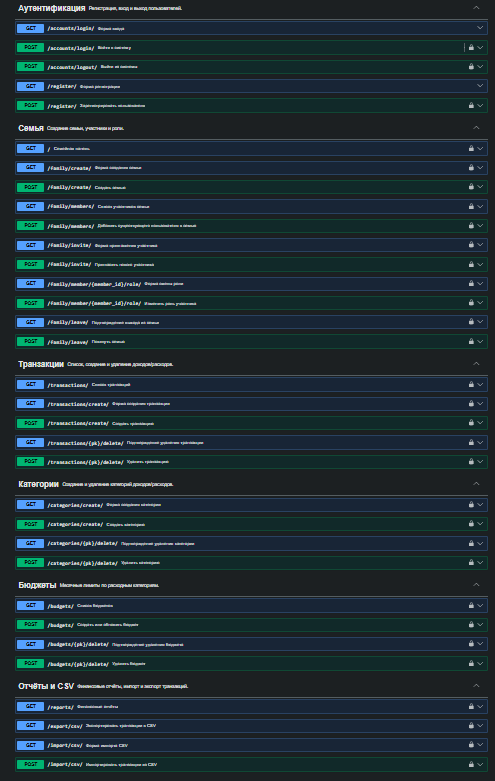 Аутентификация Регистрация, вход и выход пользователей.
GET /accounts/login/ Форма входа
POST /accounts/login/ Войти в систему
POST /accounts/logout/ Выйти из системы
GET /register/ Форма регистрации
POST /register/ Зарегистрировать пользователя
Семья Создание семьи, участники и роли.
GET / Семейная панель
GET /family/create/ Форма создания семьи
POST /family/create/ Создать семью
GET /family/members/ Список участников семьи
POST /family/members/ Добавить существующего пользователя в семью
GET /family/invite/ Форма приглашения участника
POST /family/invite/ Пригласить нового участника
GET /family/member/{member_id}/role/ Форма смены роли
POST /family/member/{member_id}/role/ Изменить роль участника
GET /family/leave/ Подтверждение выхода из семьи
POST /family/leave/ Покинуть семью
Транзакции Список, создание и удаление доходов/расходов.
GET /transactions/ Список транзакций
GET /transactions/create/ Форма создания транзакции
POST /transactions/create/ Создать транзакцию
GET /transactions/{pk}/delete/ Подтверждение удаления транзакции
POST /transactions/{pk}/delete/ Удалить транзакцию
Категории Создание и удаление категорий доходов/расходов.
GET /categories/create/ Форма создания категории
POST /categories/create/ Создать категорию
GET /categories/{pk}/delete/ Подтверждение удаления категории
POST /categories/{pk}/delete/ Удалить категорию
Бюджеты Месячные лимиты по расходным категориям.
GET /budgets/ Список бюджетов
POST /budgets/ Создать или обновить бюджет
GET /budgets/{pk}/delete/ Подтверждение удаления бюджета
POST /budgets/{pk}/delete/ Удалить бюджет
Отчёты и CSV Финансовые отчёты, импорт и экспорт транзакций.
GET /reports/ Финансовые отчёты
GET /export/csv/ Экспортировать транзакции в CSV
GET /import/csv/ Форма импорта CSV
POST /import/csv/ Импортировать транзакции из CSV